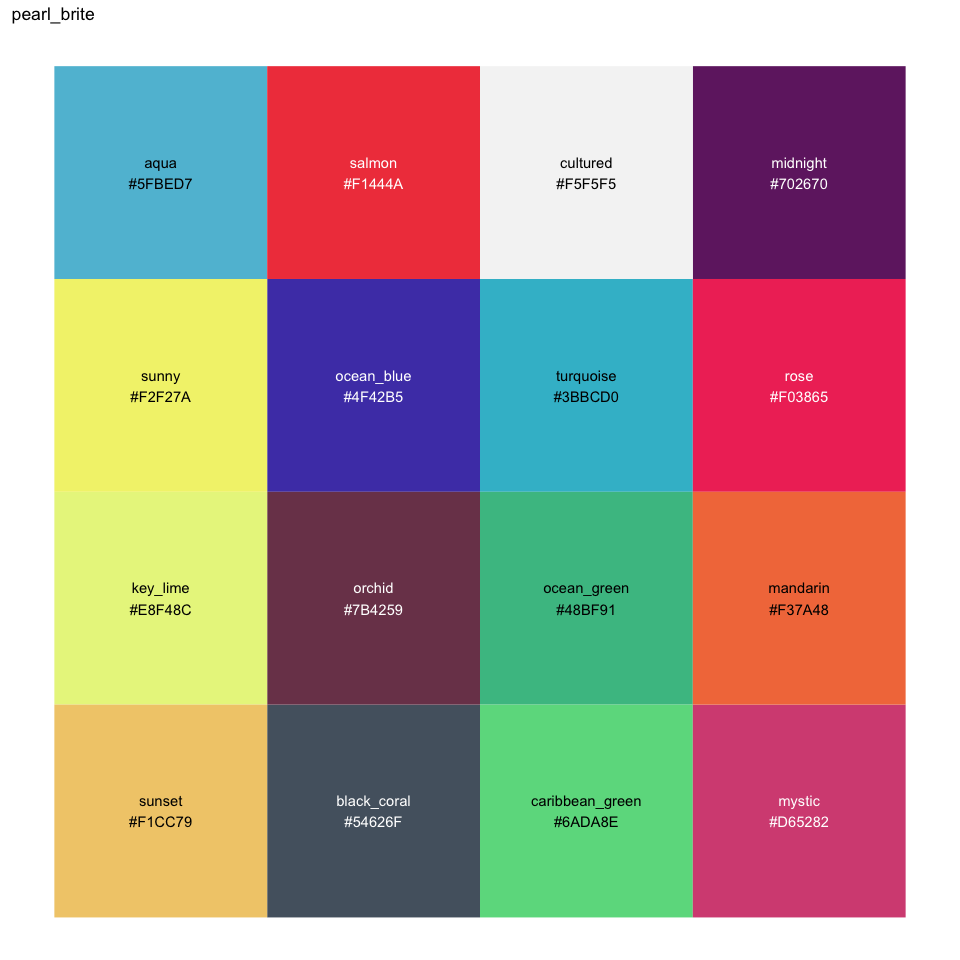 pearl_brite
aqua
#5FBED7
salmon
#F1444A
cultured
#F5F5F5
midnight
#702670
sunny
#F2F27A
ocean_blue
#4F42B5
turquoise
#3BBCD0
rose
#F03865
key_lime
#E8F48C
orchid
#7B4259
ocean_green
#48BF91
mandarin
#F37A48
sunset
#F1CC79
black_coral
#54626F
caribbean_green
#6ADA8E
mystic
#D65282